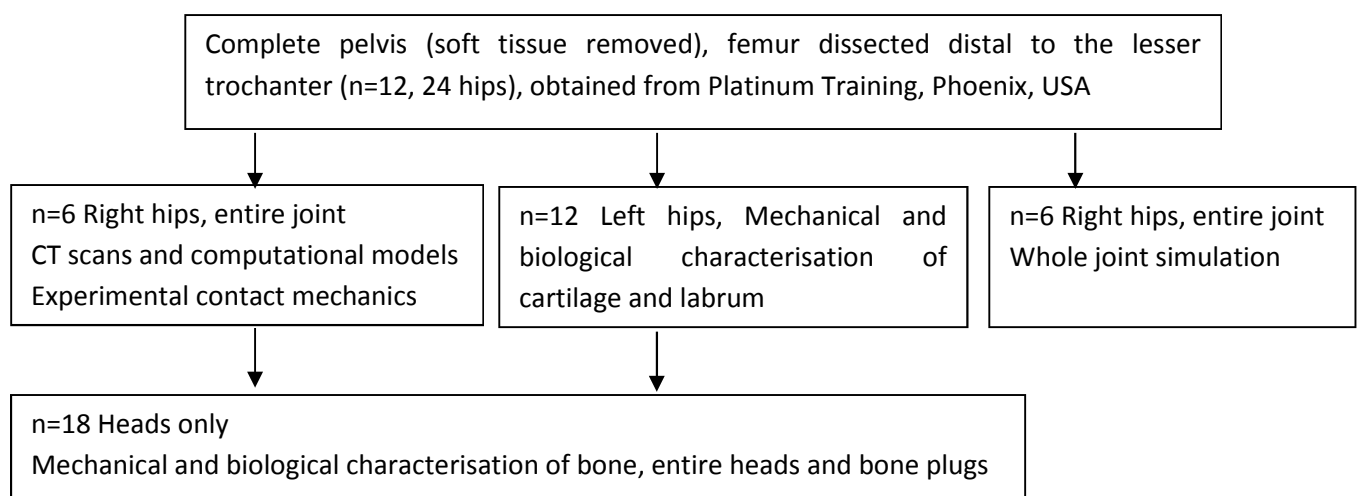 Complete pelvis (soft tissue removed), femur dissected distal to the lesser
trochanter (n=12, 24 hips), obtained from Platinum Training, Phoenix, USA
n=6 Right hips, entire joint
CT scans and computational models
Experimental contact mechanics
n=12 Left hips, Mechanical and
biological characterisation of
cartilage and labrum
n=6 Right hips, entire joint
Whole joint simulation
n=18 Heads only
Mechanical and biological characterisation of bone, entire heads and bone plugs